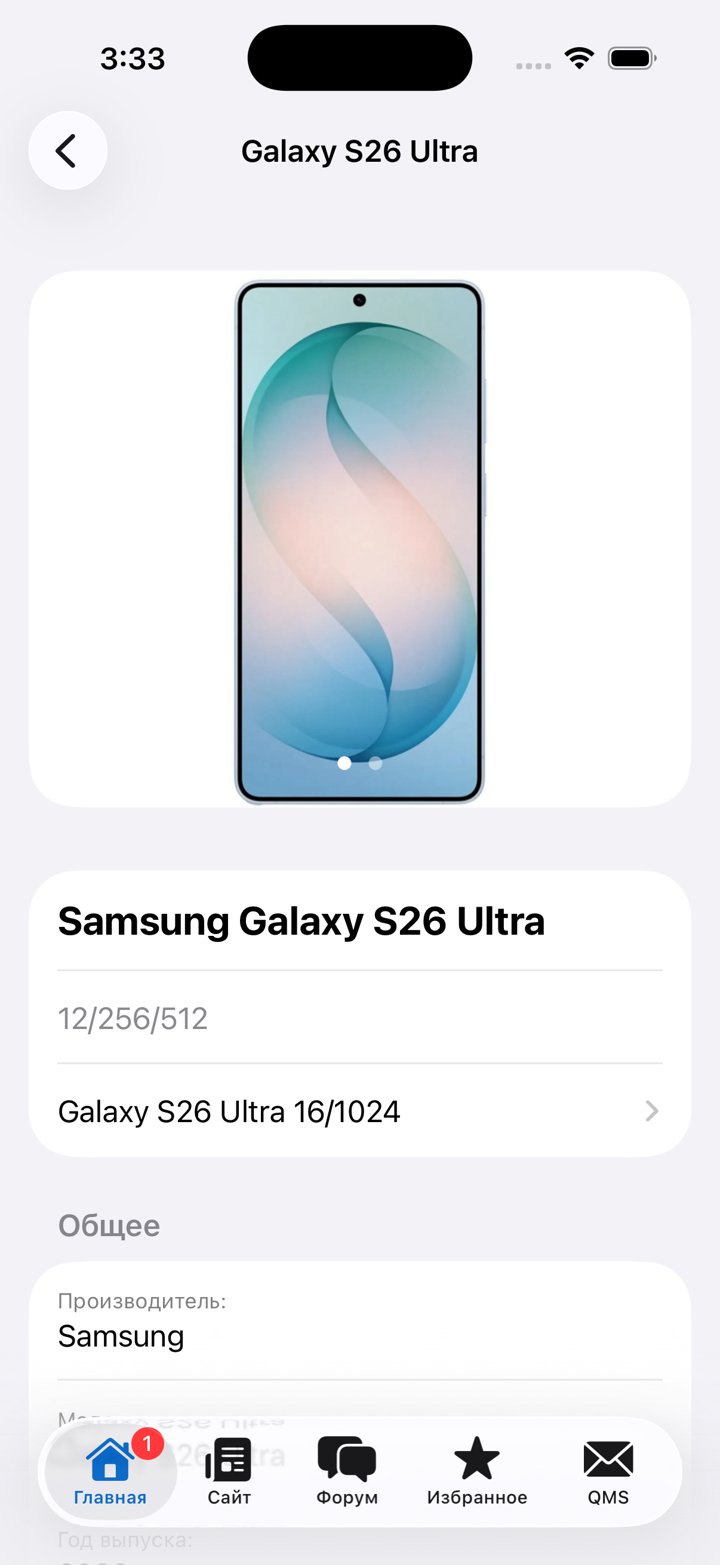 3:33
Galaxy S26 Ultra
Samsung Galaxy S26 Ultra
12/256/512
Galaxy S26 Ultra 16/1024
Общее
Производитель:
Samsung
1
Главная
Сайт
Форум
Избранное
QMS
Год выпуска: